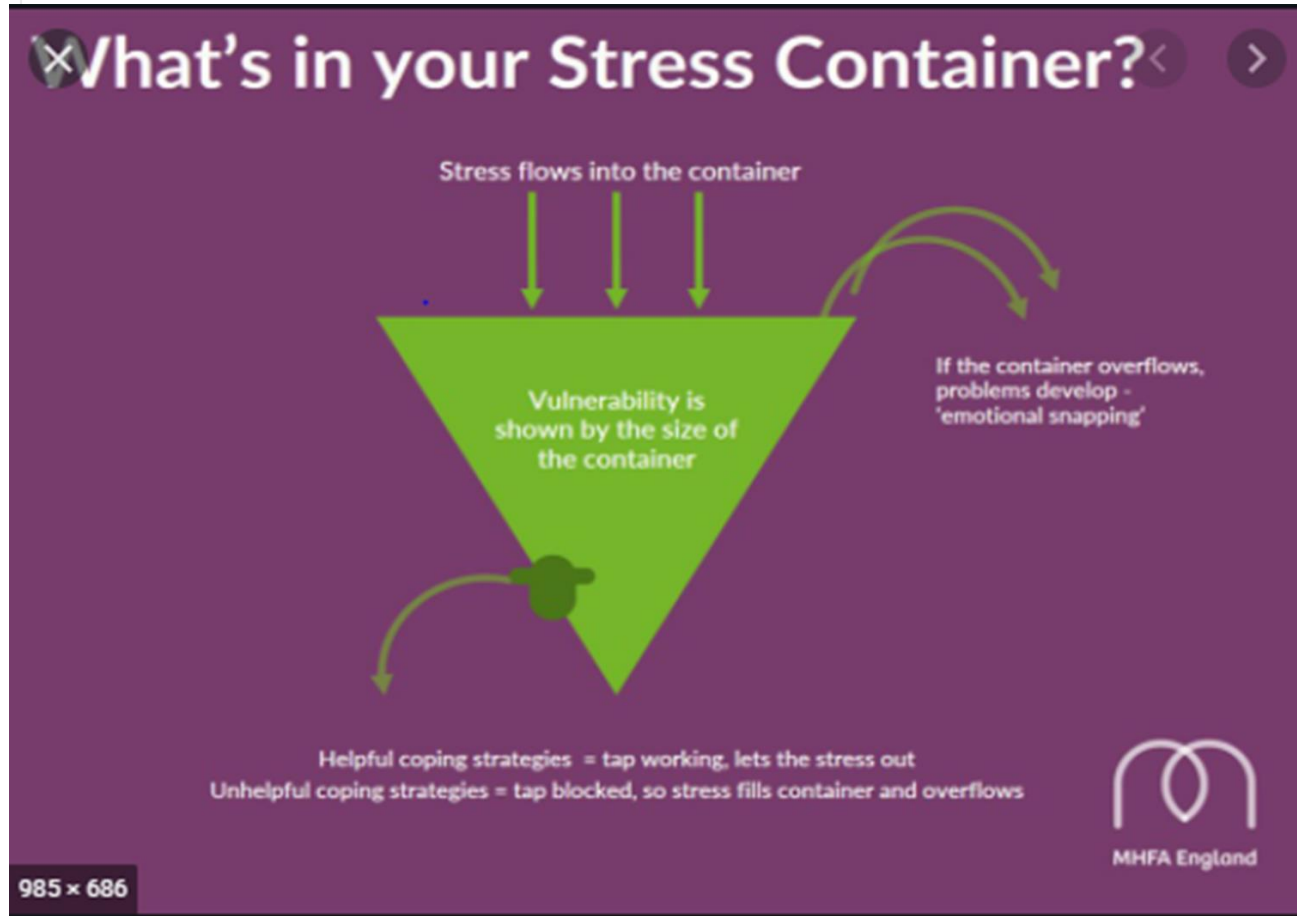 What's in your Stress Container?
Stress flows into the container
If the container overflows,
problems develop -
'emotional snapping'
Vulnerability is
shown by the size of
the container
Helpful coping strategies = tap working, lets the stress out
Unhelpful coping strategies = tap blocked, so stress fills container and overflows
MHFA England
985 × 686